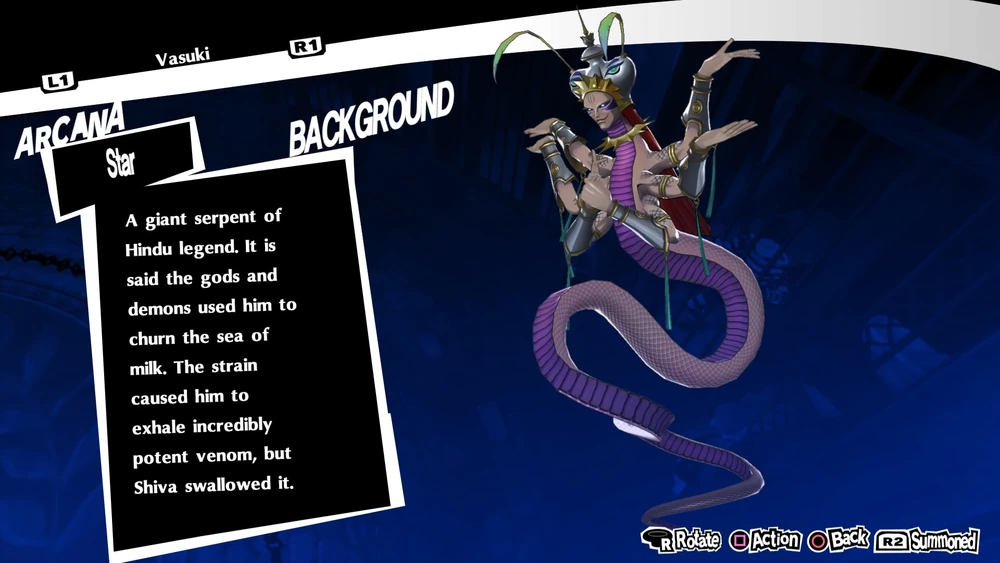 L1
Vasuki
R1
ARCANA
Star
BACKGROUND
A giant serpent of
Hindu legend. It is
said the gods and
demons used him to
churn the sea of
milk. The strain
caused him to
exhale incredibly
potent venom, but
Shiva swallowed it.
R Rotate Action Back R2 Summoned